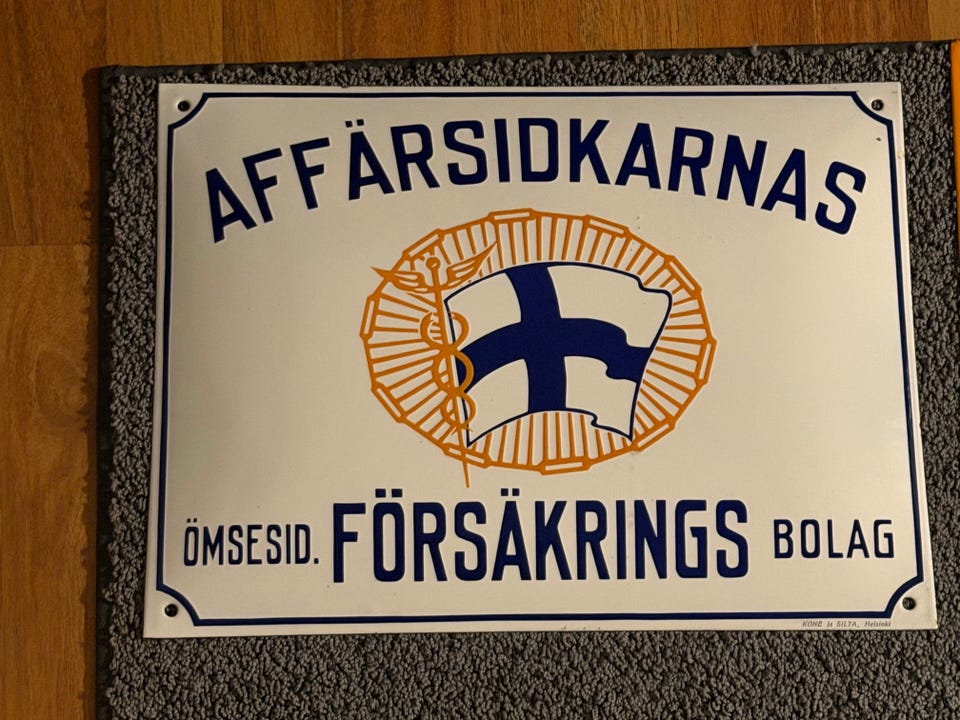 AFFÄRSIDKARNAS
ÖMSESID. FÖRSÄKRINGS BOLAG
KONE ja SILTA, Helsinki